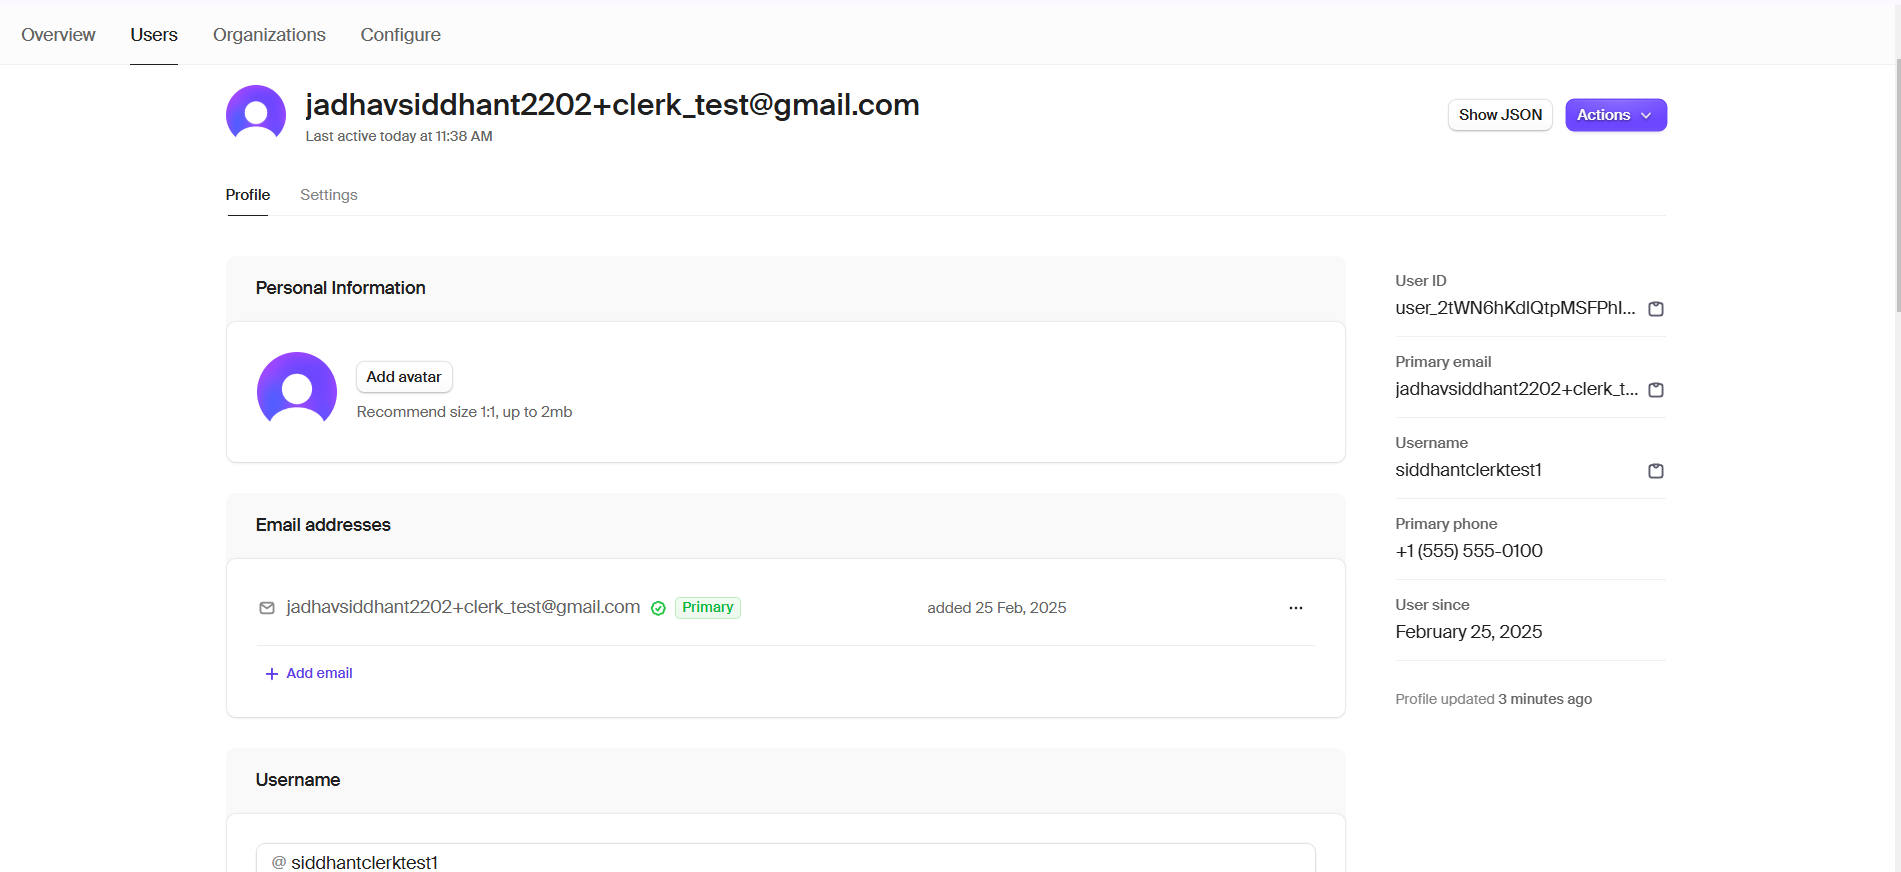 Overview Users Organizations Configure
jadhavsiddhant2202+clerk_test@gmail.com
Last active today at 11:38 AM
Show JSON
Actions
Profile Settings
Personal Information
Add avatar
Recommend size 1:1, up to 2mb
Email addresses
jadhavsiddhant2202+clerk_test@gmail.com Primary added 25 Feb, 2025 ...
+ Add email
Username
@ siddhantclerktest1
User ID
user_2tWN6hKdlQtpMSFPhl...
Primary email
jadhavsiddhant2202+clerk_t...
Username
siddhantclerktest1
Primary phone
+1 (555) 555-0100
User since
February 25, 2025
Profile updated 3 minutes ago